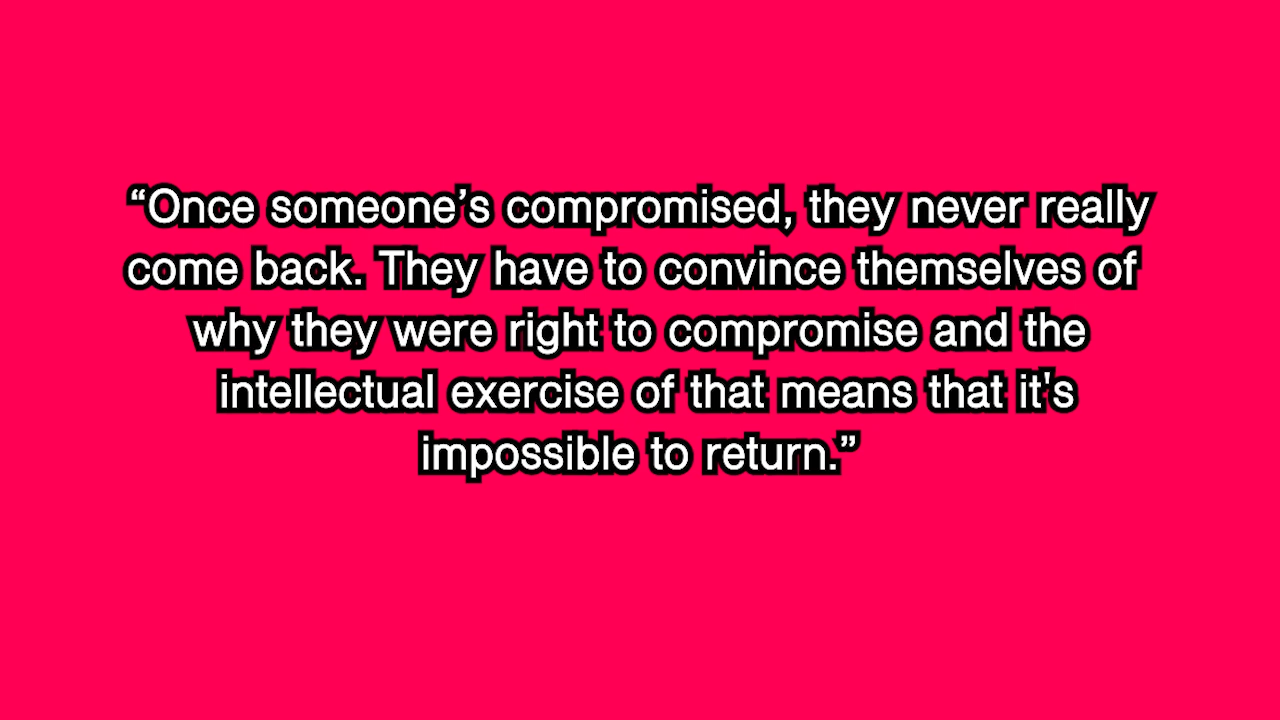 “Once someone’s compromised, they never really
come back. They have to convince themselves of
why they were right to compromise and the
intellectual exercise of that means that it's
impossible to return.”